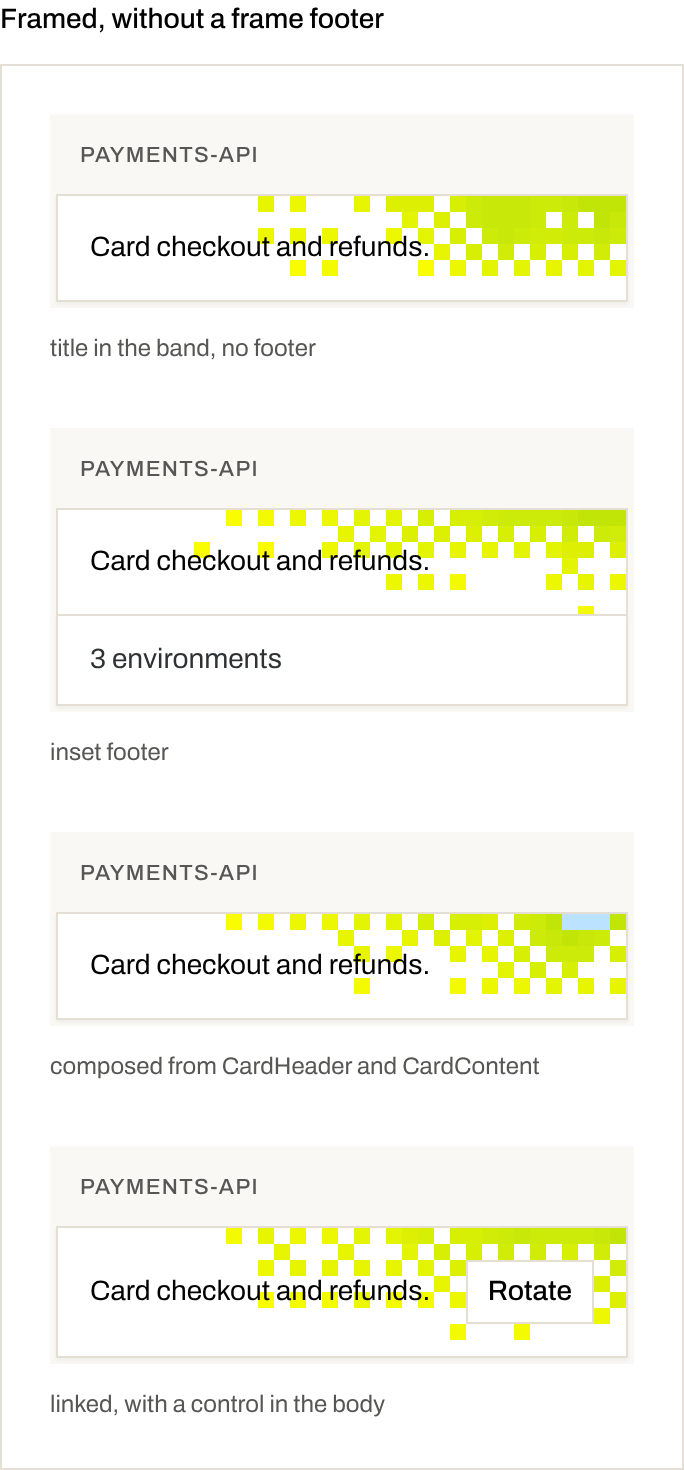 Framed, without a frame footer
PAYMENTS-API
Card checkout and refunds.
title in the band, no footer
PAYMENTS-API
Card checkout and refunds.
3 environments
inset footer
PAYMENTS-API
Card checkout and refunds.
composed from CardHeader and CardContent
PAYMENTS-API
Card checkout and refunds.
Rotate
linked, with a control in the body